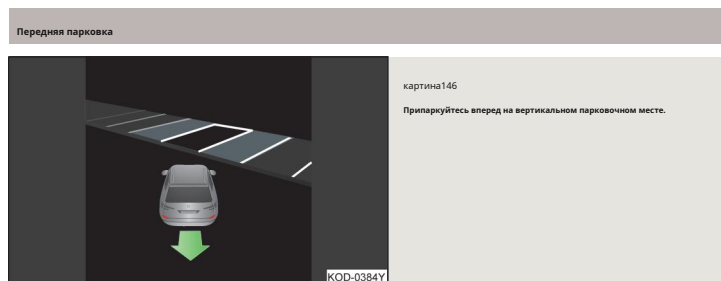 Передняя парковка
картина146
Припаркуйтесь вперед на вертикальном парковочном месте.
KOD-0384Y